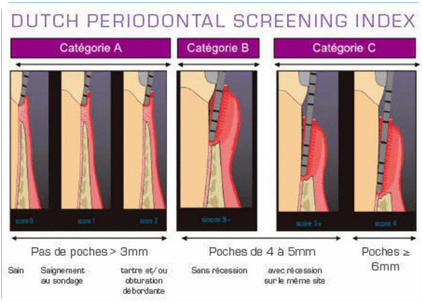 DUTCH PERIODONTAL SCREENING INDEX
Catégorie A
Catégorie B
Catégorie C
score 0
score 1
score 2
score 3-
score 3+
score 4
Pas de poches > 3mm
Poches de 4 à 5mm
Poches ≥
6mm
Sain
Saignement
au sondage
tartre et/ou
obturation
débordante
Sans récession
avec récession
sur le même site